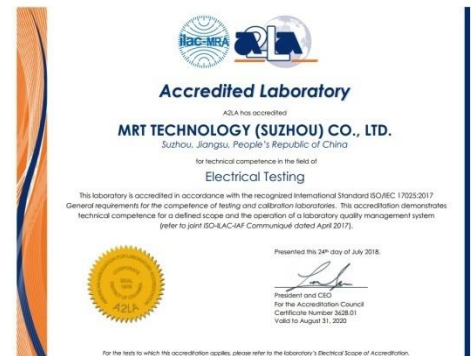 ilac-MRA
A2LA
Accredited Laboratory
A2LA has accredited
MRT TECHNOLOGY (SUZHOU) CO., LTD.
Suzhou, Jiangsu, People's Republic of China
for technical competence in the field of
Electrical Testing
This laboratory is accredited in accordance with the recognized International Standard ISO/IEC 17025:2017
General requirements for the competence of testing and calibration laboratories. This accreditation demonstrates
technical competence for a defined scope and the operation of a laboratory quality management system
(refer to joint ISO-ILAC-IAF Communiqué dated April 2017).
Presented this 24th day of July 2018.
President and CEO
For the Accreditation Council
Certificate Number 3628.01
Valid to August 31, 2020
CORPORATE
SEAL
1978
A2LA
For the tests to which this accreditation applies, please refer to the laboratory's Electrical Scope of Accreditation.